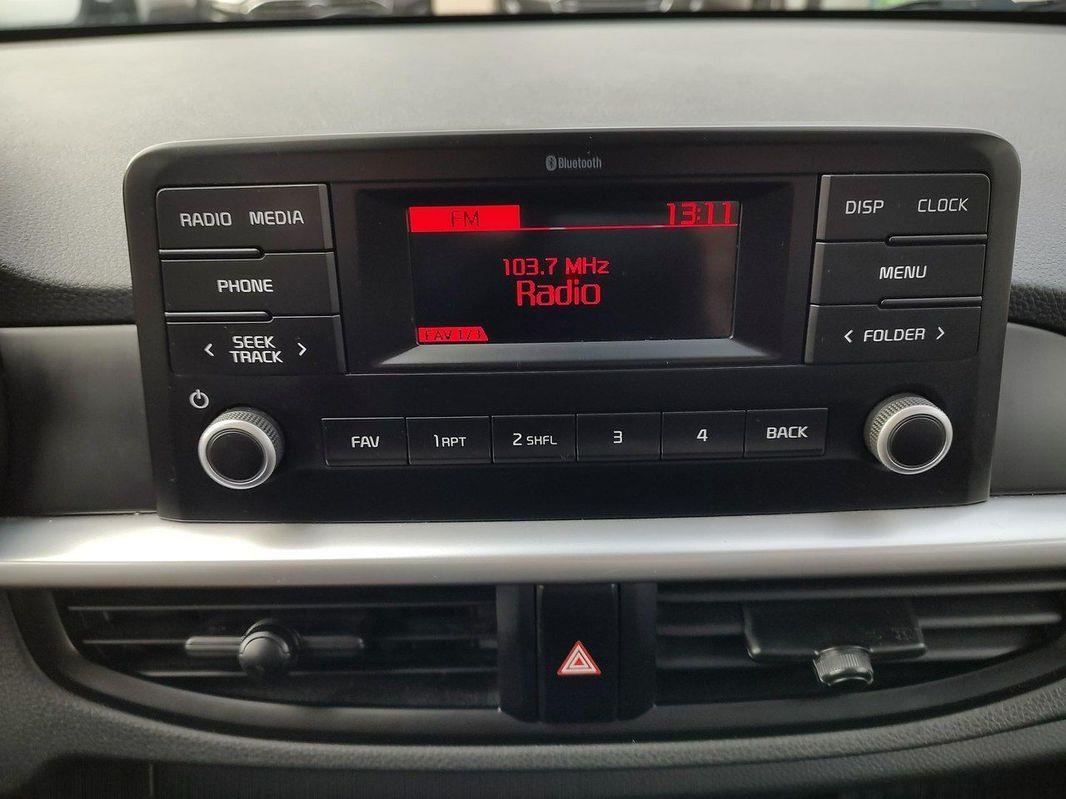 Bluetooth
RADIO MEDIA
PHONE
< SEEK TRACK >
FM 13:11
103.7 MHz
Radio
FAV 1/1
DISP CLOCK
MENU
< FOLDER >
FAV 1 RPT 2 SHFL 3 4 BACK